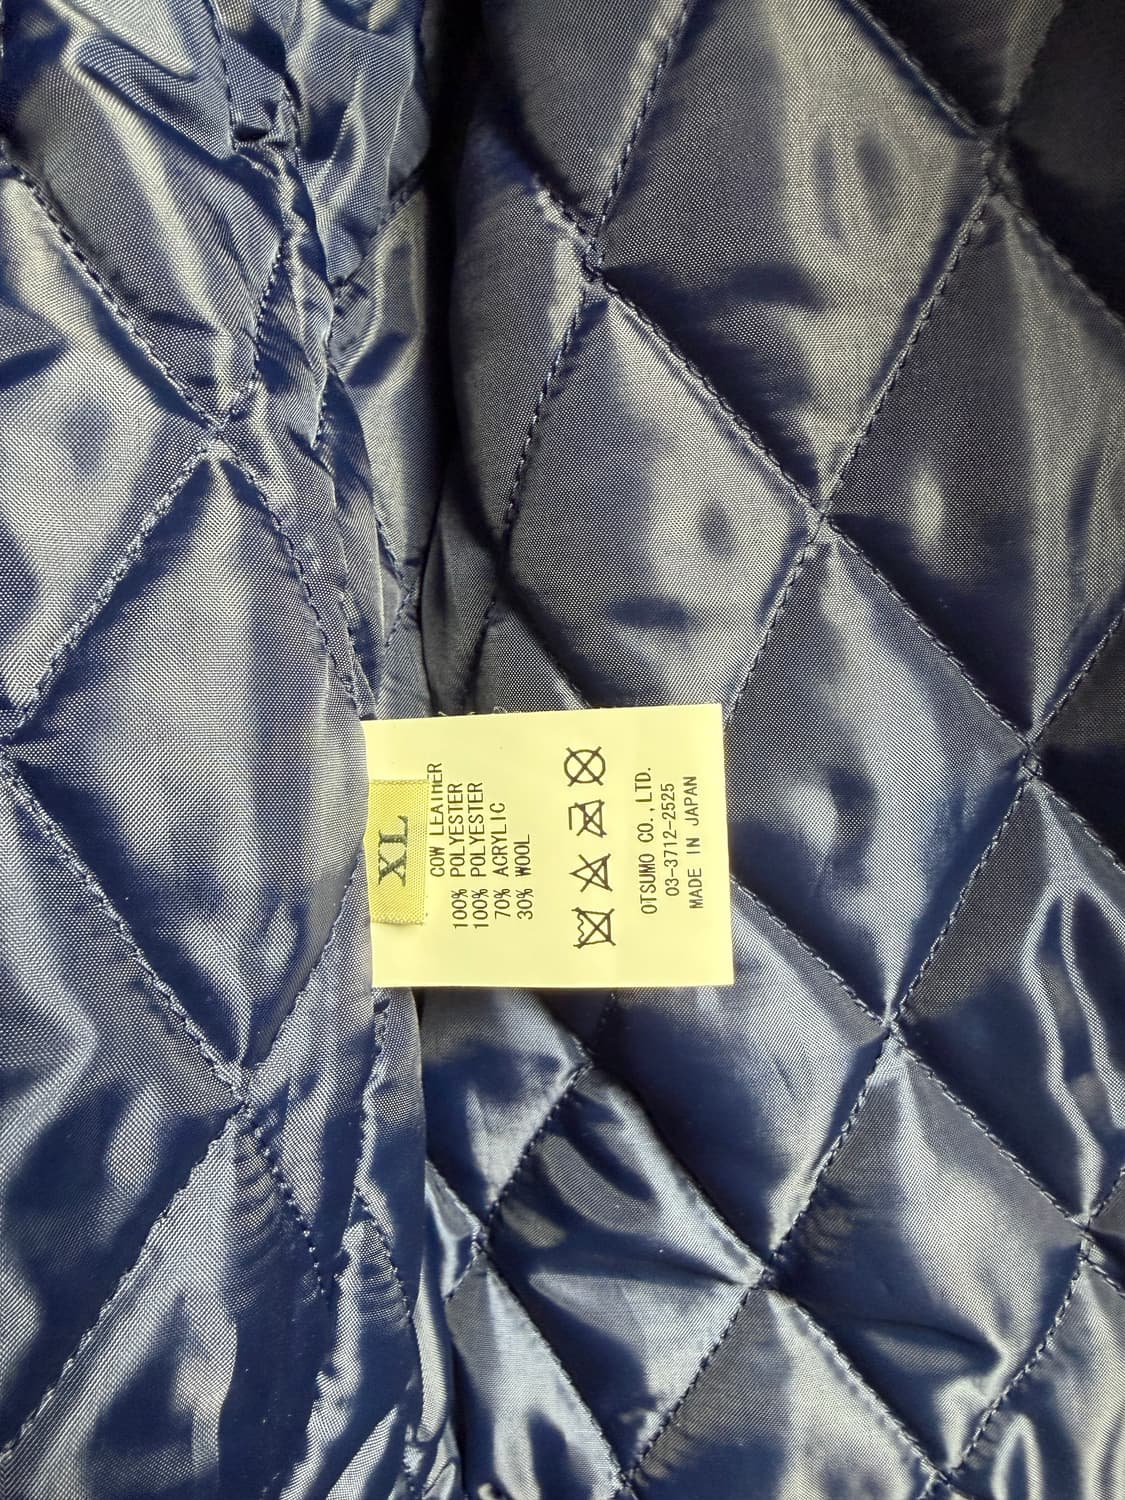 XL
COW LEATHER
100% POLYESTER
100% POLYESTER
70% ACRYLIC
30% WOOL
OTSUMO CO.,LTD.
03-3712-2525
MADE IN JAPAN